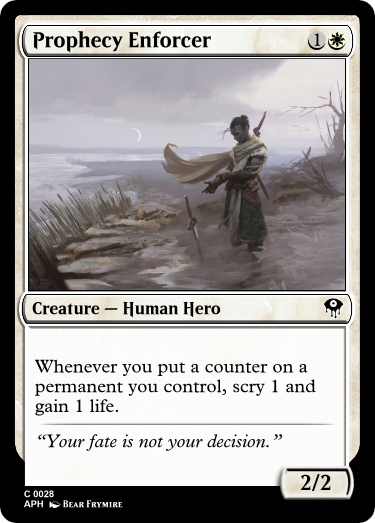 Prophecy Enforcer 1
Creature — Human Hero
Whenever you put a counter on a
permanent you control, scry 1 and
gain 1 life.
“Your fate is not your decision.”
2/2
C 0028
APH Bear Frymire